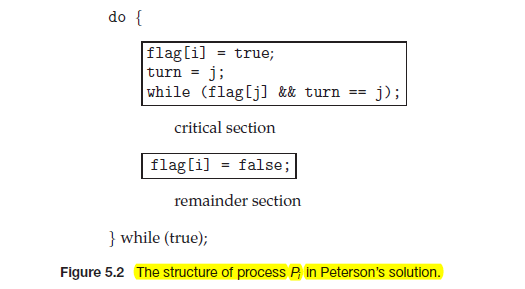 do {
flag[i] = true;
turn = j;
while (flag[j] && turn == j);
critical section
flag[i] = false;
remainder section
} while (true);
Figure 5.2 The structure of process Pi in Peterson's solution.